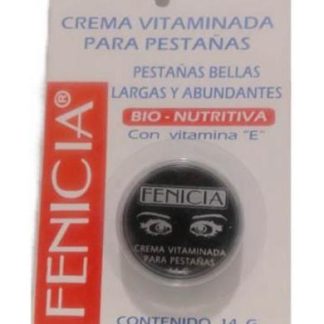 CREMA VITAMINADA
PARA PESTAÑAS
PESTAÑAS BELLAS
LARGAS Y ABUNDANTES
BIO - NUTRITIVA
Con vitamina "E"
FENICIA®
FENICIA
CREMA VITAMINADA
PARA PESTAÑAS
CONTENIDO 14 G